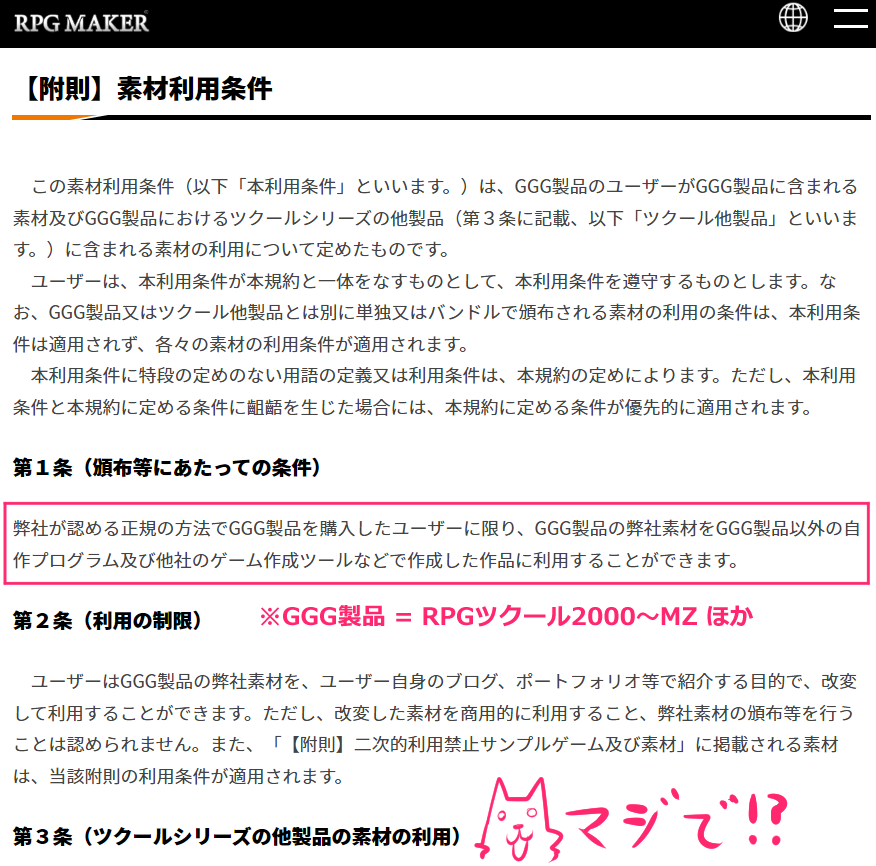 RPG MAKER
【附則】素材利用条件
この素材利用条件（以下「本利用条件」といいます。）は、GGG製品のユーザーがGGG製品に含まれる
素材及びGGG製品におけるツクールシリーズの他製品（第３条に記載、以下「ツクール他製品」といいま
す。）に含まれる素材の利用について定めたものです。
ユーザーは、本利用条件が本規約と一体をなすものとして、本利用条件を遵守するものとします。な
お、GGG製品又はツクール他製品とは別に単独又はバンドルで頒布される素材の利用の条件は、本利用条
件は適用されず、各々の素材の利用条件が適用されます。
本利用条件に特段の定めのない用語の定義又は利用条件は、本規約の定めによります。ただし、本利用
条件と本規約に定める条件に齟齬を生じた場合には、本規約に定める条件が優先的に適用されます。
第１条（頒布等にあたっての条件）
弊社が認める正規の方法でGGG製品を購入したユーザーに限り、GGG製品の弊社素材をGGG製品以外の自
作プログラム及び他社のゲーム作成ツールなどで作成した作品に利用することができます。
第２条（利用の制限）
※GGG製品 ＝ RPGツクール2000～MZ ほか
ユーザーはGGG製品の弊社素材を、ユーザー自身のブログ、ポートフォリオ等で紹介する目的で、改変
して利用することができます。ただし、改変した素材を商用的に利用すること、弊社素材の頒布等を行う
ことは認められません。また、「【附則】二次的利用禁止サンプルゲーム及び素材」に掲載される素材
は、当該附則の利用条件が適用されます。
第３条（ツクールシリーズの他製品の素材の利用）
マジで!?